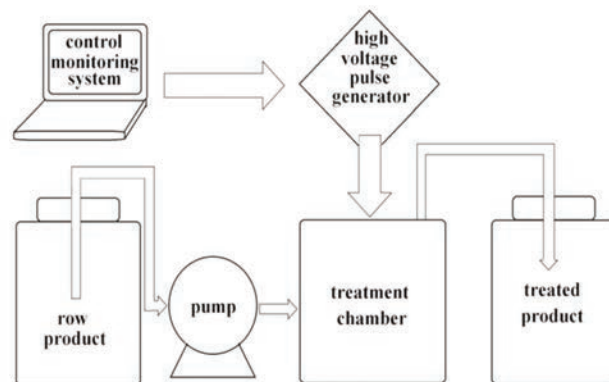 control
monitoring
system
high
voltage
pulse
generator
row
product
pump
treatment
chamber
treated
product